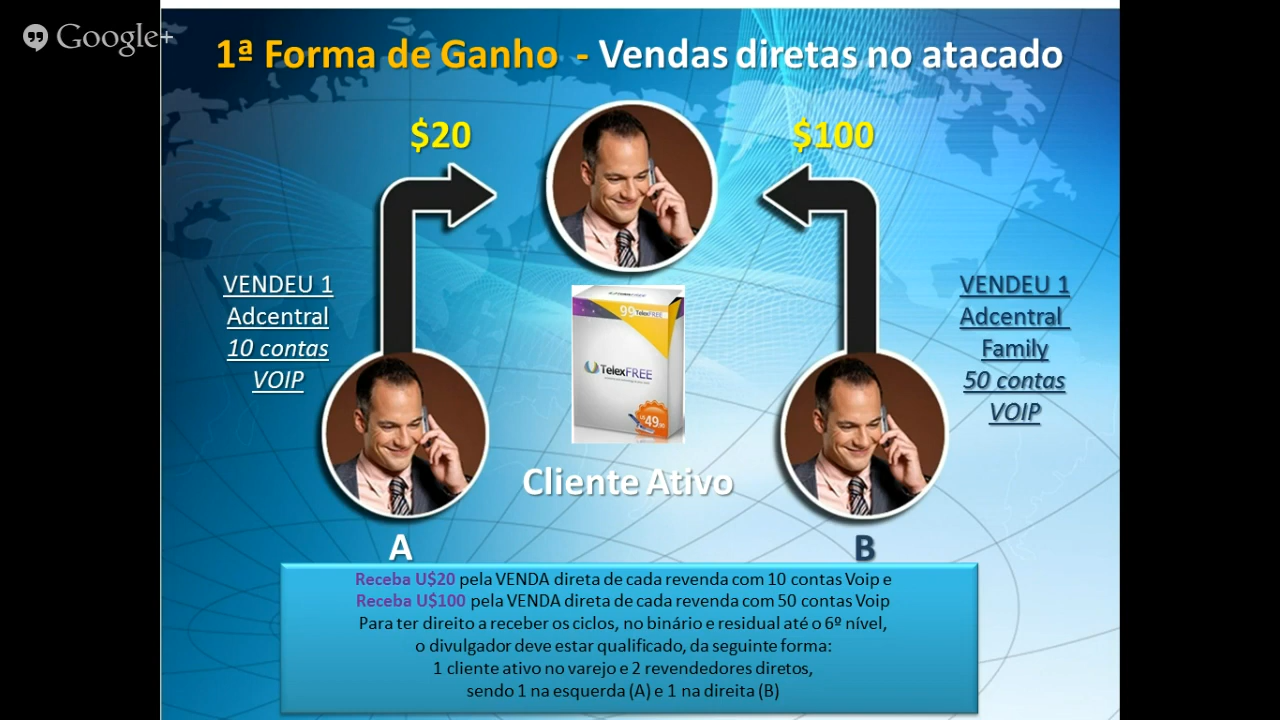 Google+
1ª Forma de Ganho - Vendas diretas no atacado
$20
$100
VENDEU 1
Adcentral
10 contas
VOIP
99 TelexFREE
TelexFREE
49,90
VENDEU 1
Adcentral
Family
50 contas
VOIP
Cliente Ativo
A
B
Receba U$20 pela VENDA direta de cada revenda com 10 contas Voip e
Receba U$100 pela VENDA direta de cada revenda com 50 contas Voip
Para ter direito a receber os ciclos, no binário e residual até o 6º nível,
o divulgador deve estar qualificado, da seguinte forma:
1 cliente ativo no varejo e 2 revendedores diretos,
sendo 1 na esquerda (A) e 1 na direita (B)